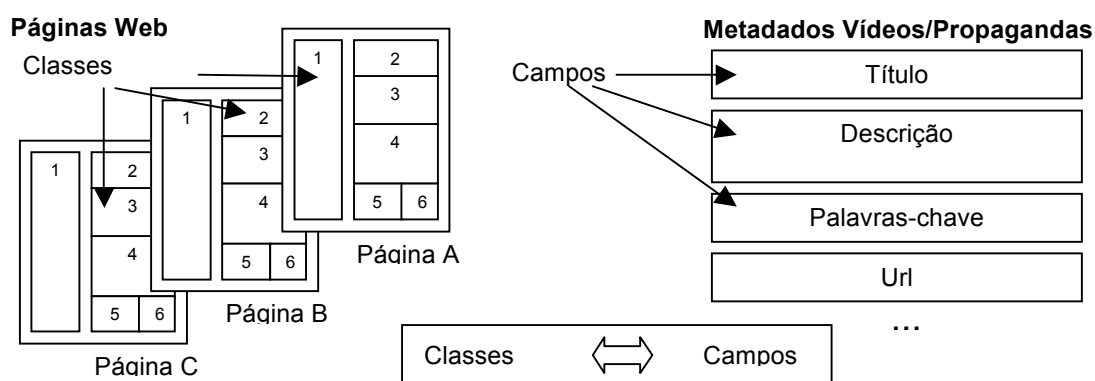 Páginas Web
Classes
1
2
3
4
5
6
Página A
1
2
3
4
5
6
Página B
1
2
3
4
5
6
Página C
Metadados Vídeos/Propagandas
Campos
Título
Descrição
Palavras-chave
Url
...
Classes Campos